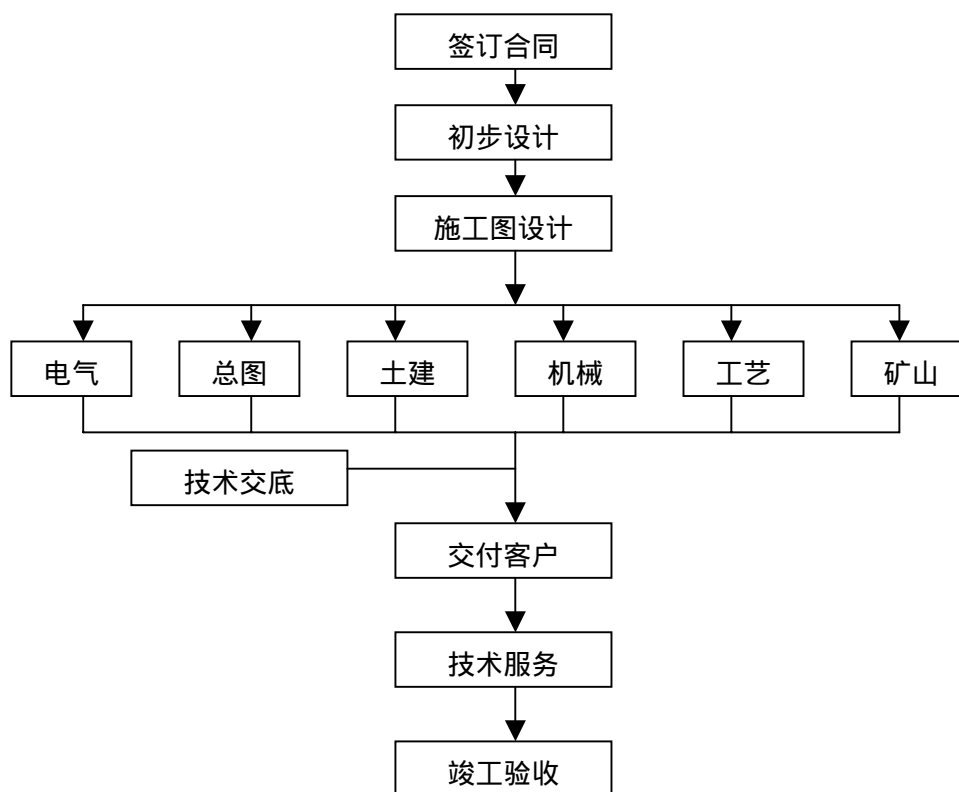 签订合同
初步设计
施工图设计
电气
总图
土建
机械
工艺
矿山
技术交底
交付客户
技术服务
竣工验收